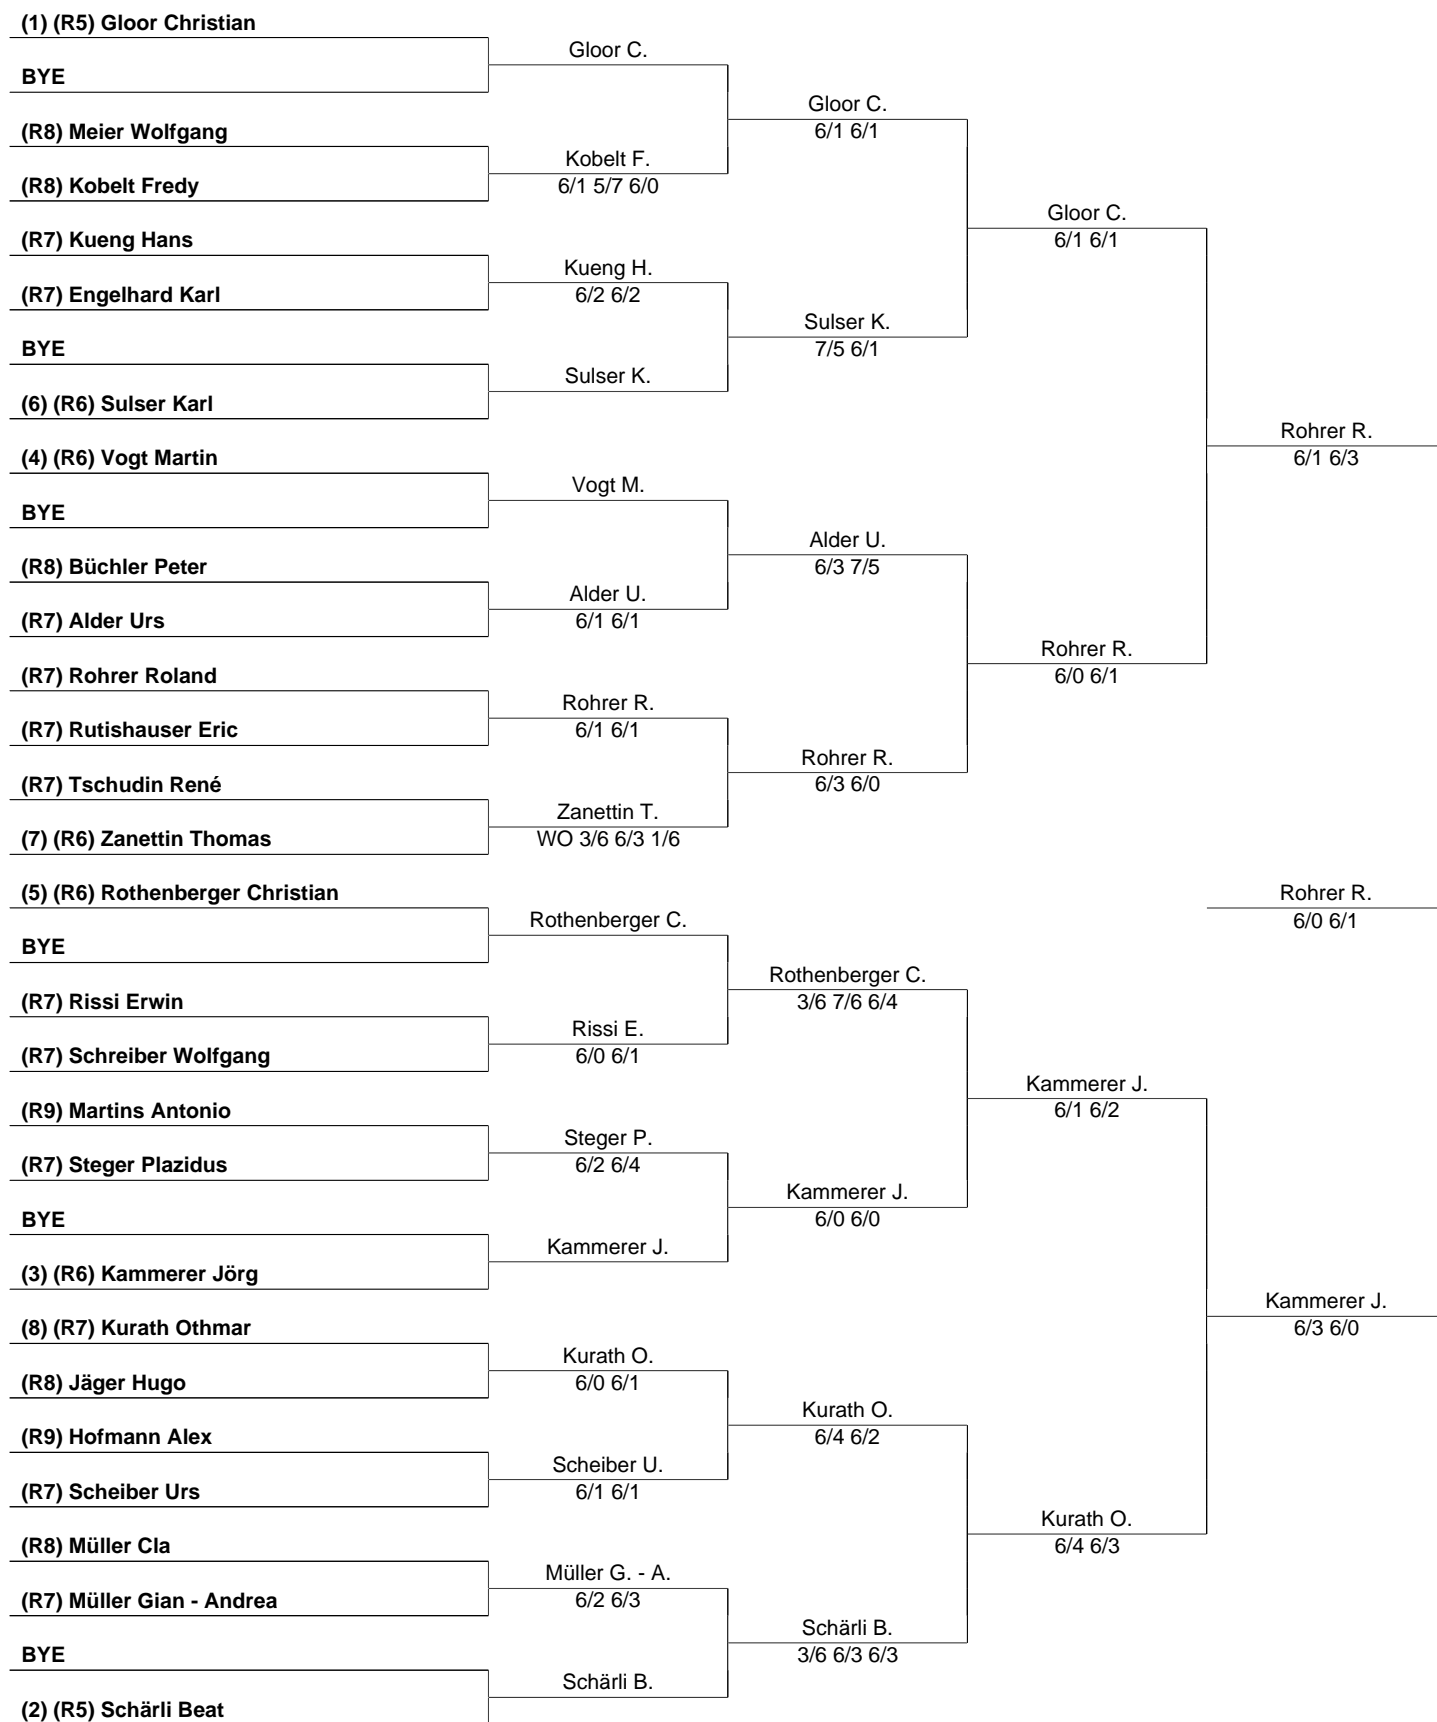 (1) (R5) Gloor Christian
Gloor C.
BYE
Gloor C.
6/1 6/1
(R8) Meier Wolfgang
Kobelt F.
6/1 5/7 6/0
(R8) Kobelt Fredy
Gloor C.
6/1 6/1
(R7) Kueng Hans
Kueng H.
6/2 6/2
(R7) Engelhard Karl
Sulser K.
7/5 6/1
BYE
Sulser K.
(6) (R6) Sulser Karl
Rohrer R.
6/1 6/3
(4) (R6) Vogt Martin
Vogt M.
BYE
Alder U.
6/3 7/5
(R8) Büchler Peter
Alder U.
6/1 6/1
(R7) Alder Urs
Rohrer R.
6/0 6/1
(R7) Rohrer Roland
Rohrer R.
6/1 6/1
(R7) Rutishauser Eric
Rohrer R.
6/3 6/0
(R7) Tschudin René
Zanettin T.
WO 3/6 6/3 1/6
(7) (R6) Zanettin Thomas
(5) (R6) Rothenberger Christian
Rohrer R.
6/0 6/1
Rothenberger C.
BYE
Rothenberger C.
3/6 7/6 6/4
(R7) Rissi Erwin
Rissi E.
6/0 6/1
(R7) Schreiber Wolfgang
Kammerer J.
6/1 6/2
(R9) Martins Antonio
Steger P.
6/2 6/4
(R7) Steger Plazidus
Kammerer J.
6/0 6/0
BYE
Kammerer J.
(3) (R6) Kammerer Jörg
Kammerer J.
6/3 6/0
(8) (R7) Kurath Othmar
Kurath O.
6/0 6/1
(R8) Jäger Hugo
Kurath O.
6/4 6/2
(R9) Hofmann Alex
Scheiber U.
6/1 6/1
(R7) Scheiber Urs
Kurath O.
6/4 6/3
(R8) Müller Cla
Müller G. - A.
6/2 6/3
(R7) Müller Gian - Andrea
Schärli B.
3/6 6/3 6/3
BYE
Schärli B.
(2) (R5) Schärli Beat